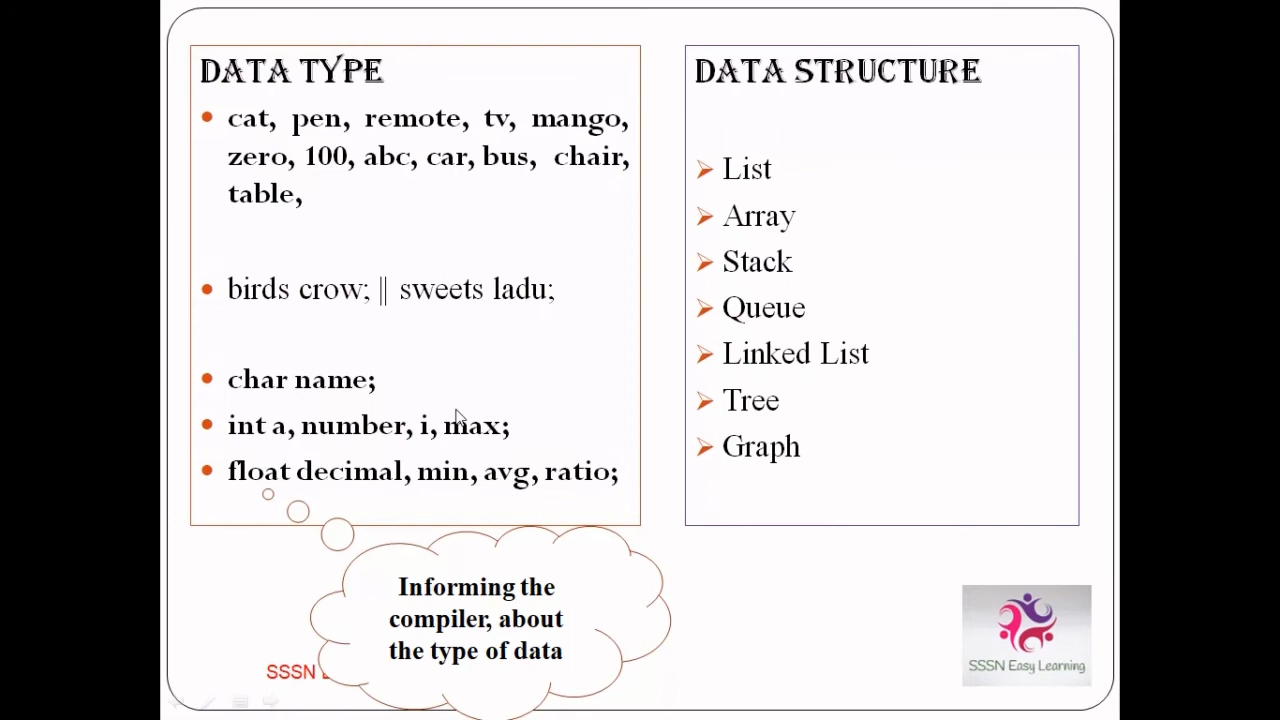 DATA TYPE
cat, pen, remote, tv, mango,
zero, 100, abc, car, bus, chair,
table,
birds crow; || sweets ladu;
char name;
int a, number, i, max;
float decimal, min, avg, ratio;
DATA STRUCTURE
List
Array
Stack
Queue
Linked List
Tree
Graph
Informing the
compiler, about
the type of data
SSSN
SSSN Easy Learning